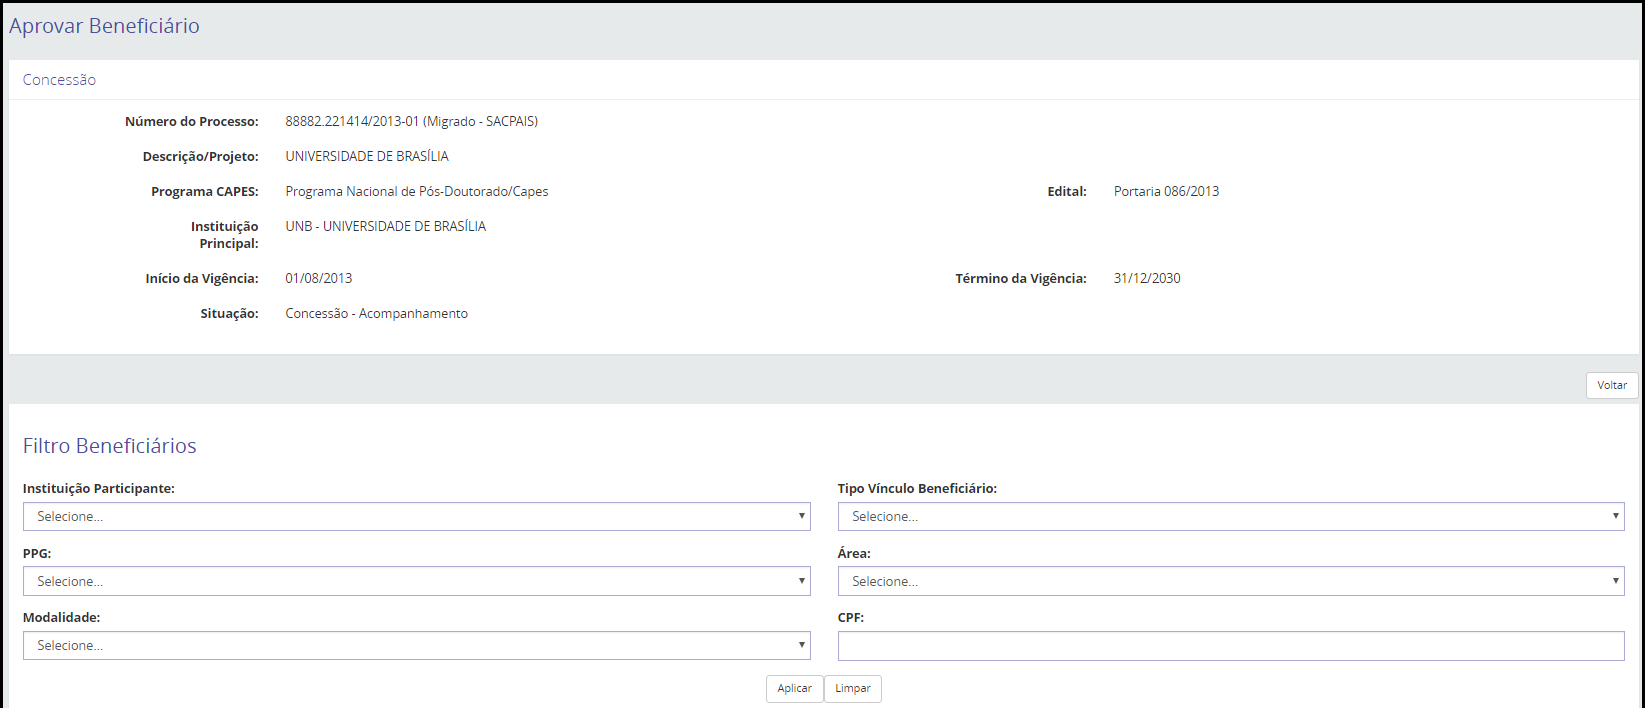 Aprovar Beneficiário
Concessão
Número do Processo: 88882.221414/2013-01 (Migrado - SACPAIS)
Descrição/Projeto: UNIVERSIDADE DE BRASÍLIA
Programa CAPES: Programa Nacional de Pós-Doutorado/Capes Edital: Portaria 086/2013
Instituição Principal: UNB - UNIVERSIDADE DE BRASÍLIA
Início da Vigência: 01/08/2013 Término da Vigência: 31/12/2030
Situação: Concessão - Acompanhamento
Voltar
Filtro Beneficiários
Instituição Participante: Tipo Vínculo Beneficiário:
Selecione... Selecione...
PPG: Área:
Selecione... Selecione...
Modalidade: CPF:
Selecione...
Aplicar Limpar